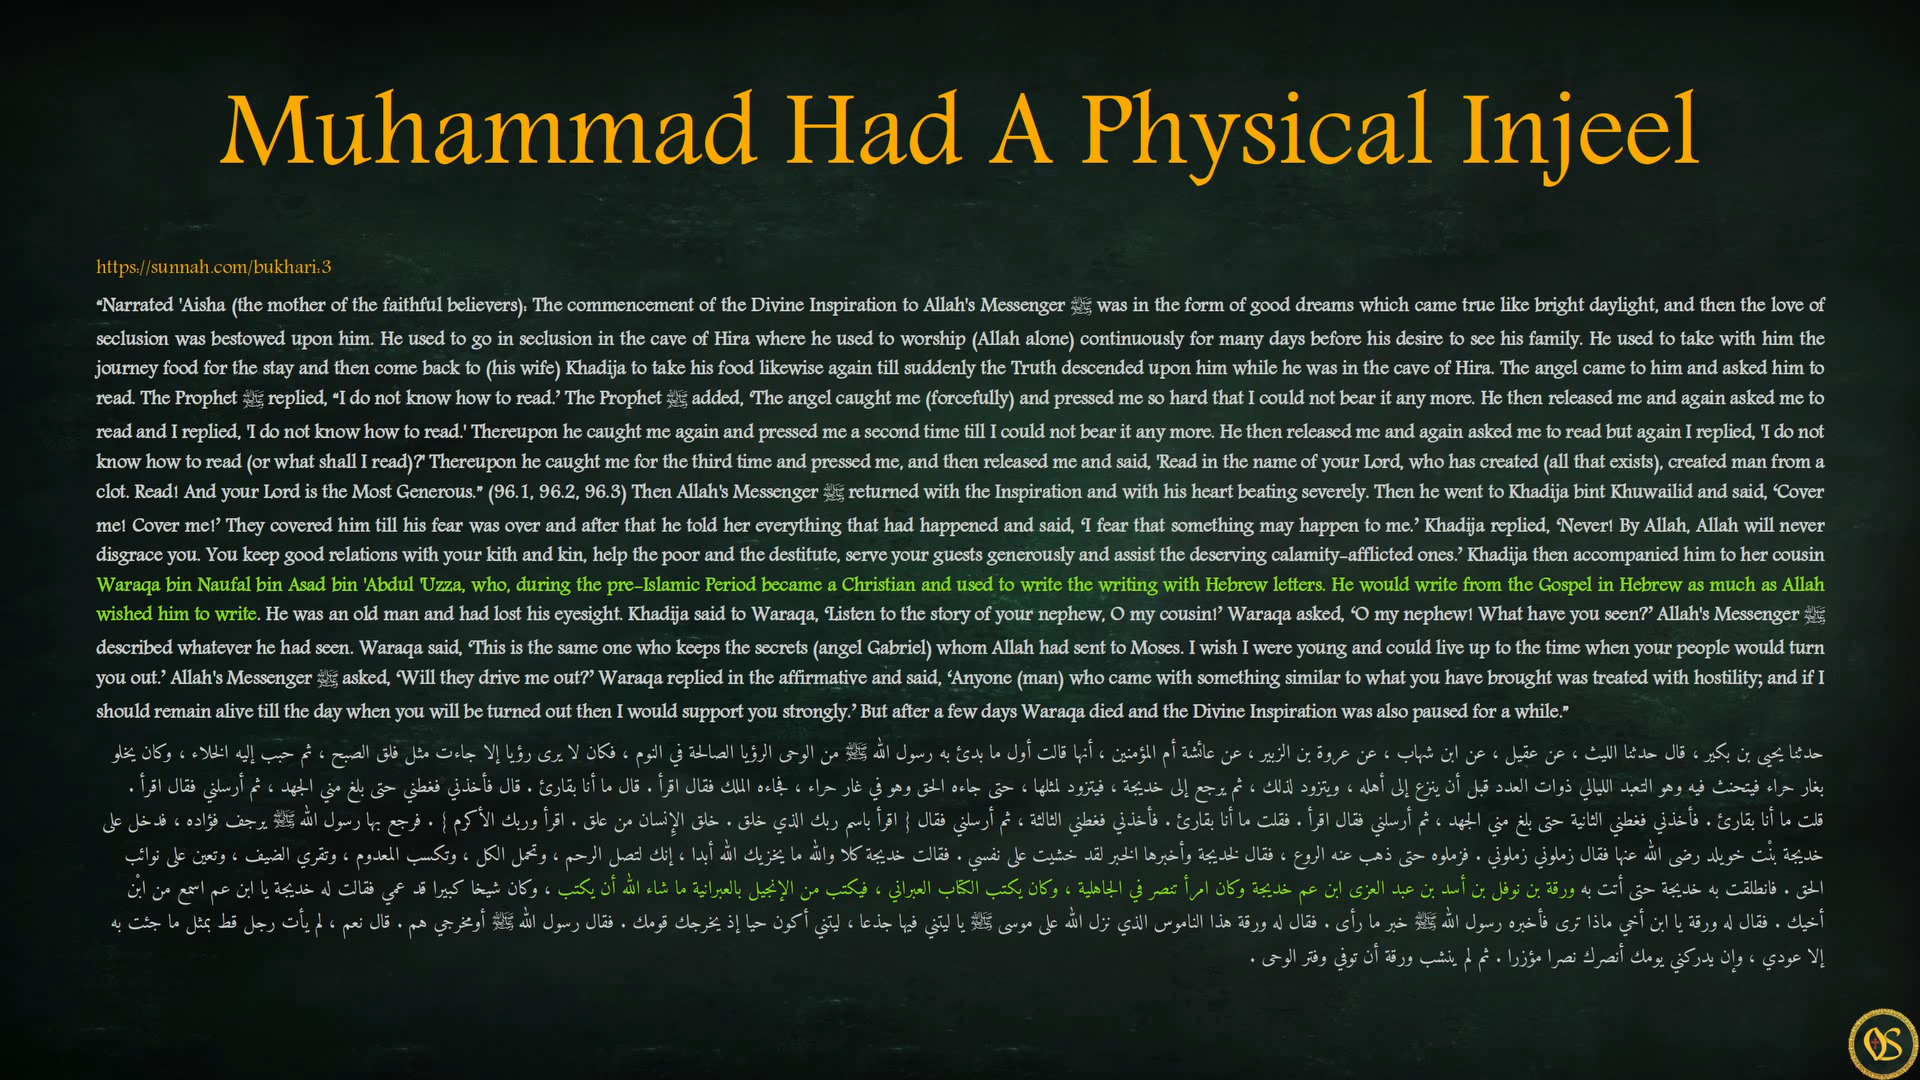 Muhammad Had A Physical Injeel
https://sunnah.com/bukhari:3
“Narrated 'Aisha (the mother of the faithful believers): The commencement of the Divine Inspiration to Allah's Messenger ﷺ was in the form of good dreams which came true like bright daylight, and then the love of
seclusion was bestowed upon him. He used to go in seclusion in the cave of Hira where he used to worship (Allah alone) continuously for many days before his desire to see his family. He used to take with him the
journey food for the stay and then come back to (his wife) Khadija to take his food likewise again till suddenly the Truth descended upon him while he was in the cave of Hira. The angel came to him and asked him to
read. The Prophet ﷺ replied, “I do not know how to read.’ The Prophet ﷺ added, ‘The angel caught me (forcefully) and pressed me so hard that I could not bear it any more. He then released me and again asked me to
read and I replied, 'I do not know how to read.' Thereupon he caught me again and pressed me a second time till I could not bear it any more. He then released me and again asked me to read but again I replied, 'I do not
know how to read (or what shall I read)?' Thereupon he caught me for the third time and pressed me, and then released me and said, 'Read in the name of your Lord, who has created (all that exists), created man from a
clot. Read! And your Lord is the Most Generous.” (96.1, 96.2, 96.3) Then Allah's Messenger ﷺ returned with the Inspiration and with his heart beating severely. Then he went to Khadija bint Khuwailid and said, ‘Cover
me! Cover me!’ They covered him till his fear was over and after that he told her everything that had happened and said, ‘I fear that something may happen to me.’ Khadija replied, ‘Never! By Allah, Allah will never
disgrace you. You keep good relations with your kith and kin, help the poor and the destitute, serve your guests generously and assist the deserving calamity-afflicted ones.’ Khadija then accompanied him to her cousin
Waraqa bin Naufal bin Asad bin 'Abdul 'Uzza, who, during the pre-Islamic Period became a Christian and used to write the writing with Hebrew letters. He would write from the Gospel in Hebrew as much as Allah
wished him to write. He was an old man and had lost his eyesight. Khadija said to Waraqa, ‘Listen to the story of your nephew, O my cousin!’ Waraqa asked, ‘O my nephew! What have you seen?’ Allah's Messenger ﷺ
described whatever he had seen. Waraqa said, ‘This is the same one who keeps the secrets (angel Gabriel) whom Allah had sent to Moses. I wish I were young and could live up to the time when your people would turn
you out.’ Allah's Messenger ﷺ asked, ‘Will they drive me out?’ Waraqa replied in the affirmative and said, ‘Anyone (man) who came with something similar to what you have brought was treated with hostility; and if I
should remain alive till the day when you will be turned out then I would support you strongly.’ But after a few days Waraqa died and the Divine Inspiration was also paused for a while.”
حدثنا يحيى بن بكير ، قال حدثنا الليث ، عن عقيل ، عن ابن شهاب ، عن عروة بن الزبير ، عن عائشة أم المؤمنين ، أنها قالت أول ما بدئ به رسول الله ﷺ من الوحى الرؤيا الصالحة في النوم ، فكان لا يرى رؤيا إلا جاءت مثل فلق الصبح ، ثم حبب إليه الخلاء ، وكان يخلو
بغار حراء فيتحنث فيه وهو التعبد الليالي ذوات العدد قبل أن ينزع إلى أهله ، ويتزود لذلك ، ثم يرجع إلى خديجة ، فيتزود لمثلها ، حتى جاءه الحق وهو في غار حراء ، فجاءه الملك فقال اقرأ . قال ما أنا بقارئ . قال فأخذني فغطني حتى بلغ مني الجهد ، ثم أرسلني فقال اقرأ .
قلت ما أنا بقارئ . فأخذني فغطني الثانية حتى بلغ مني الجهد ، ثم أرسلني فقال اقرأ . فقلت ما أنا بقارئ . فأخذني فغطني الثالثة ، ثم أرسلني فقال { اقرأ باسم ربك الذي خلق . خلق الإنسان من علق . اقرأ وربك الأكرم } . فرجع بها رسول الله ﷺ يرجف فؤاده ، فدخل على
خديجة بنْت خويلد رضى الله عنها فقال زملوني زملوني . فزملوه حتى ذهب عنه الروع ، فقال لخديجة وأخبرها الخبر لقد خشيت على نفسي . فقالت خديجة كلا والله ما يخزيك الله أبدا ، إنك لتصل الرحم ، وتحمل الكل ، وتكسب المعدوم ، وتقري الضيف ، وتعين على نوائب
الحق . فانطلقت به خديجة حتى أتت به ورقة بن نوفل بن أسد بن عبد العزى ابن عم خديجة وكان امرأ تنصر في الجاهلية ، وكان يكتب الكتاب العبراني ، فيكتب من الإنجيل بالعبرانية ما شاء الله أن يكتب ، وكان شيخا كبيرا قد عمي فقالت له خديجة يا ابن عم اسمع من ابْن
أخيك . فقال له ورقة يا ابن أخي ماذا ترى فأخبره رسول الله ﷺ خبر ما رأى . فقال له ورقة هذا الناموس الذي نزل الله على موسى ﷺ يا ليتني فيها جذعا ، ليتني أكون حيا إذ يخرجك قومك . فقال رسول الله ﷺ أومخرجي هم . قال نعم ، لم يأت رجل قط بمثل ما جئت به
إلا عودي ، وإن يدركني يومك أنصرك نصرا مؤزرا . ثم لم ينشب ورقة أن توفي وفتر الوحى .